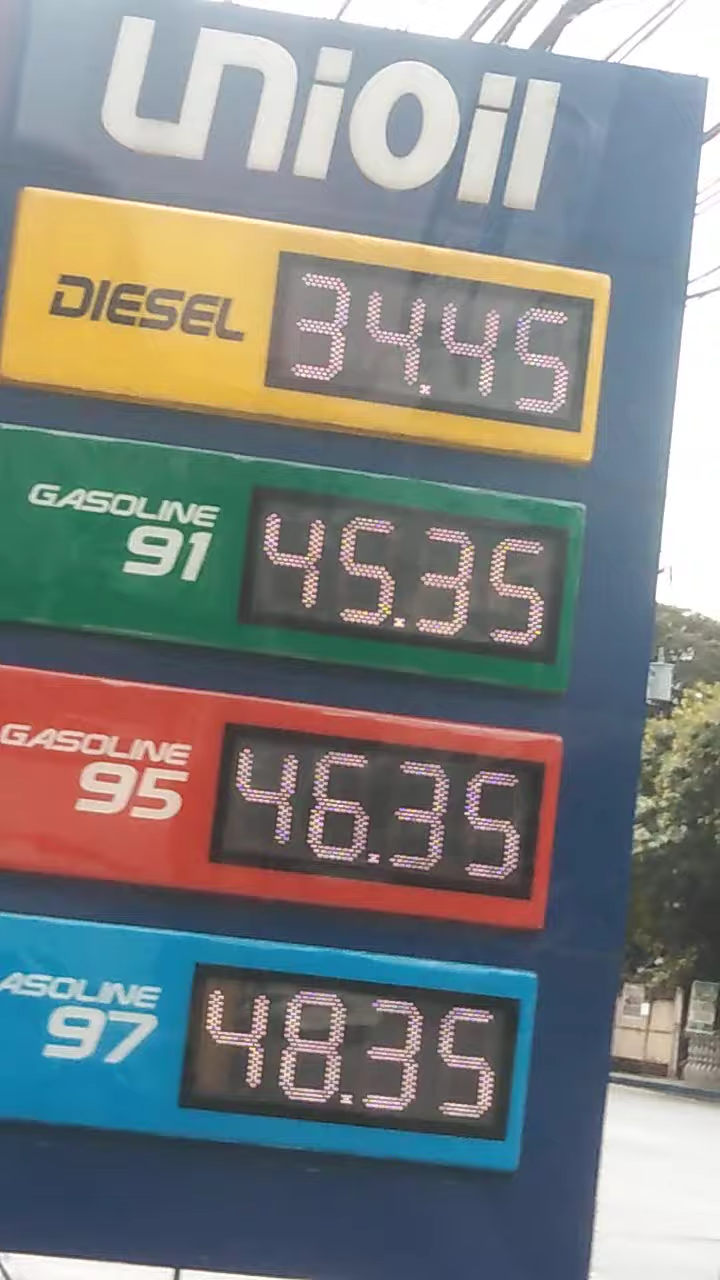 UNIOIL
DIESEL 34.45
GASOLINE
91 45.35
GASOLINE
95 46.35
ASOLINE
97 48.35